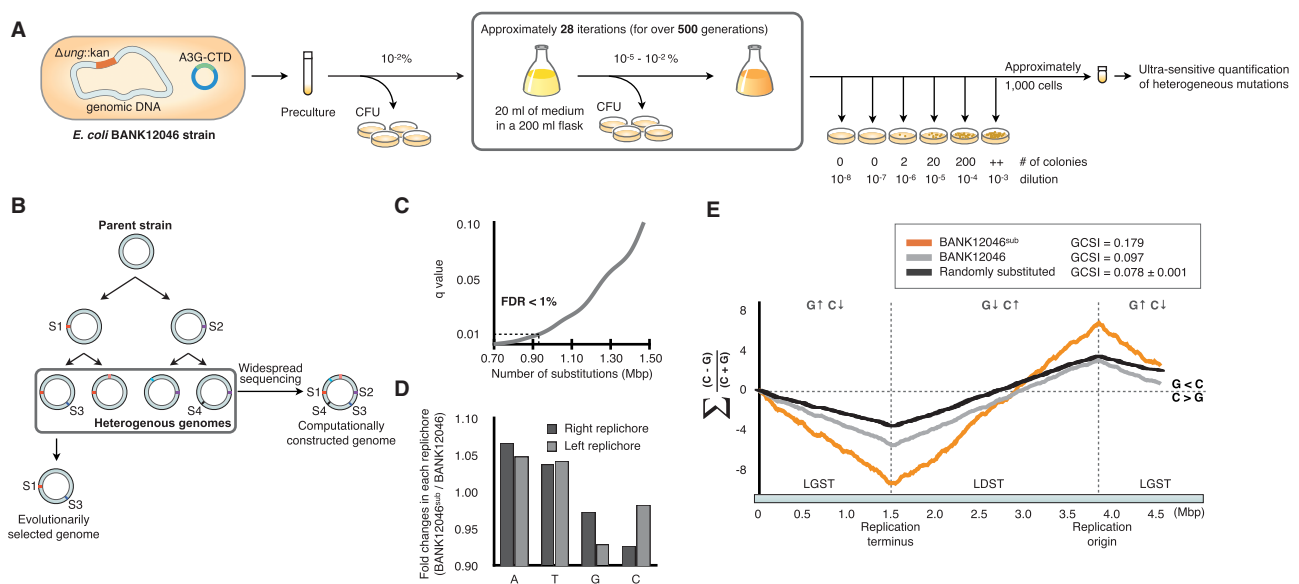 A
Δung::kan
A3G-CTD
genomic DNA
E. coli BANK12046 strain
Preculture
10-2%
CFU
Approximately 28 iterations (for over 500 generations)
20 ml of medium
in a 200 ml flask
10-5 - 10-2 %
CFU
Approximately
1,000 cells
Ultra-sensitive quantification
of heterogeneous mutations
0 0 2 20 200 ++ # of colonies
10-8 10-7 10-6 10-5 10-4 10-3 dilution
B
Parent strain
S1
S2
S3
S4
Heterogenous genomes
Widespread
sequencing
S1
S2
S4
S3
Computationally
constructed genome
S1
S3
Evolutionarily
selected genome
C
q value
0.10
0.05
0.01
FDR < 1%
0.70 0.90 1.10 1.30 1.50
Number of substitutions (Mbp)
D
Fold changes in each replichore
(BANK12046sub / BANK12046)
1.10
1.05
1.00
0.95
0.90
Right replichore
Left replichore
A T G C
E
BANK12046sub GCSI = 0.179
BANK12046 GCSI = 0.097
Randomly substituted GCSI = 0.078 ± 0.001
∑ (C - G)
(C + G)
8
4
0
-4
-8
G↑ C↓
G↓ C↑
G↑ C↓
G < C
C > G
LGST
LDST
LGST
0 0.5 1.0 1.5 2.0 2.5 3.0 3.5 4.0 4.5 (Mbp)
Replication
terminus
Replication
origin